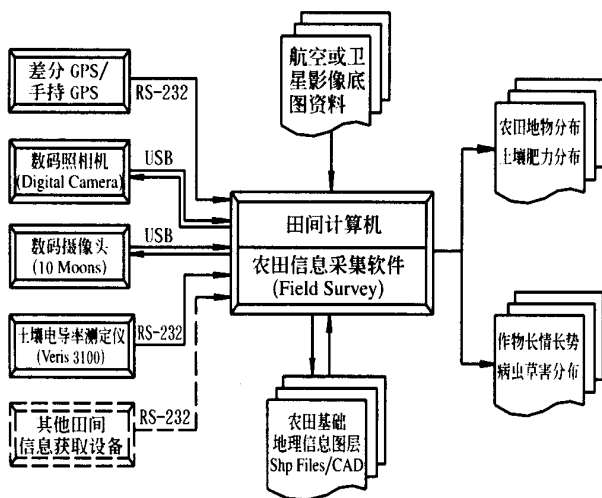 差分 GPS/
手持 GPS
RS-232
数码照相机
(Digital Camera)
USB
数码摄像头
(10 Moons)
USB
土壤电导率测定仪
(Veris 3100)
RS-232
其他田间
信息获取设备
RS-232
航空或卫
星影像底
图资料
田间计算机
农田信息采集软件
(Field Survey)
农田基础
地理信息图层
Shp Files/CAD
农田地物分布
土壤肥力分布
作物长情长势
病虫草害分布